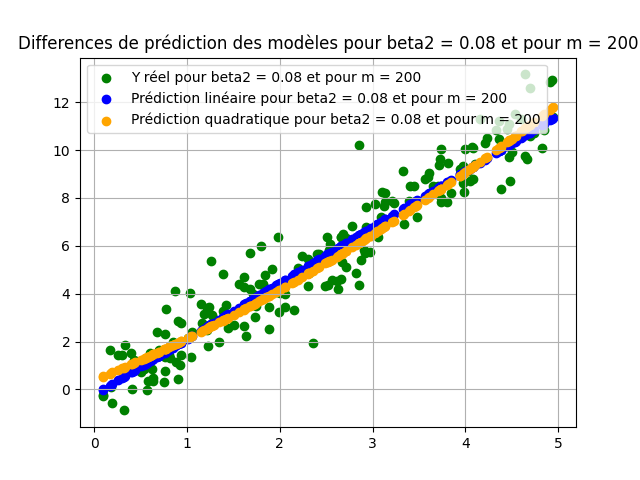 Differences de prédiction des modèles pour beta2 = 0.08 et pour m = 200
Y réel pour beta2 = 0.08 et pour m = 200
Prédiction linéaire pour beta2 = 0.08 et pour m = 200
Prédiction quadratique pour beta2 = 0.08 et pour m = 200
12
10
8
6
4
2
0
0 1 2 3 4 5